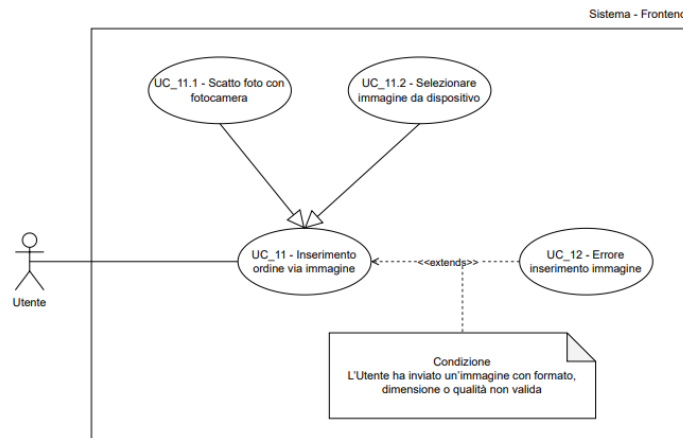 Sistema - Frontend
UC_11.1 - Scatto foto con
fotocamera
UC_11.2 - Selezionare
immagine da dispositivo
UC_11 - Inserimento
ordine via immagine
<<extends>>
UC_12 - Errore
inserimento immagine
Utente
Condizione
L'Utente ha inviato un'immagine con formato,
dimensione o qualità non valida